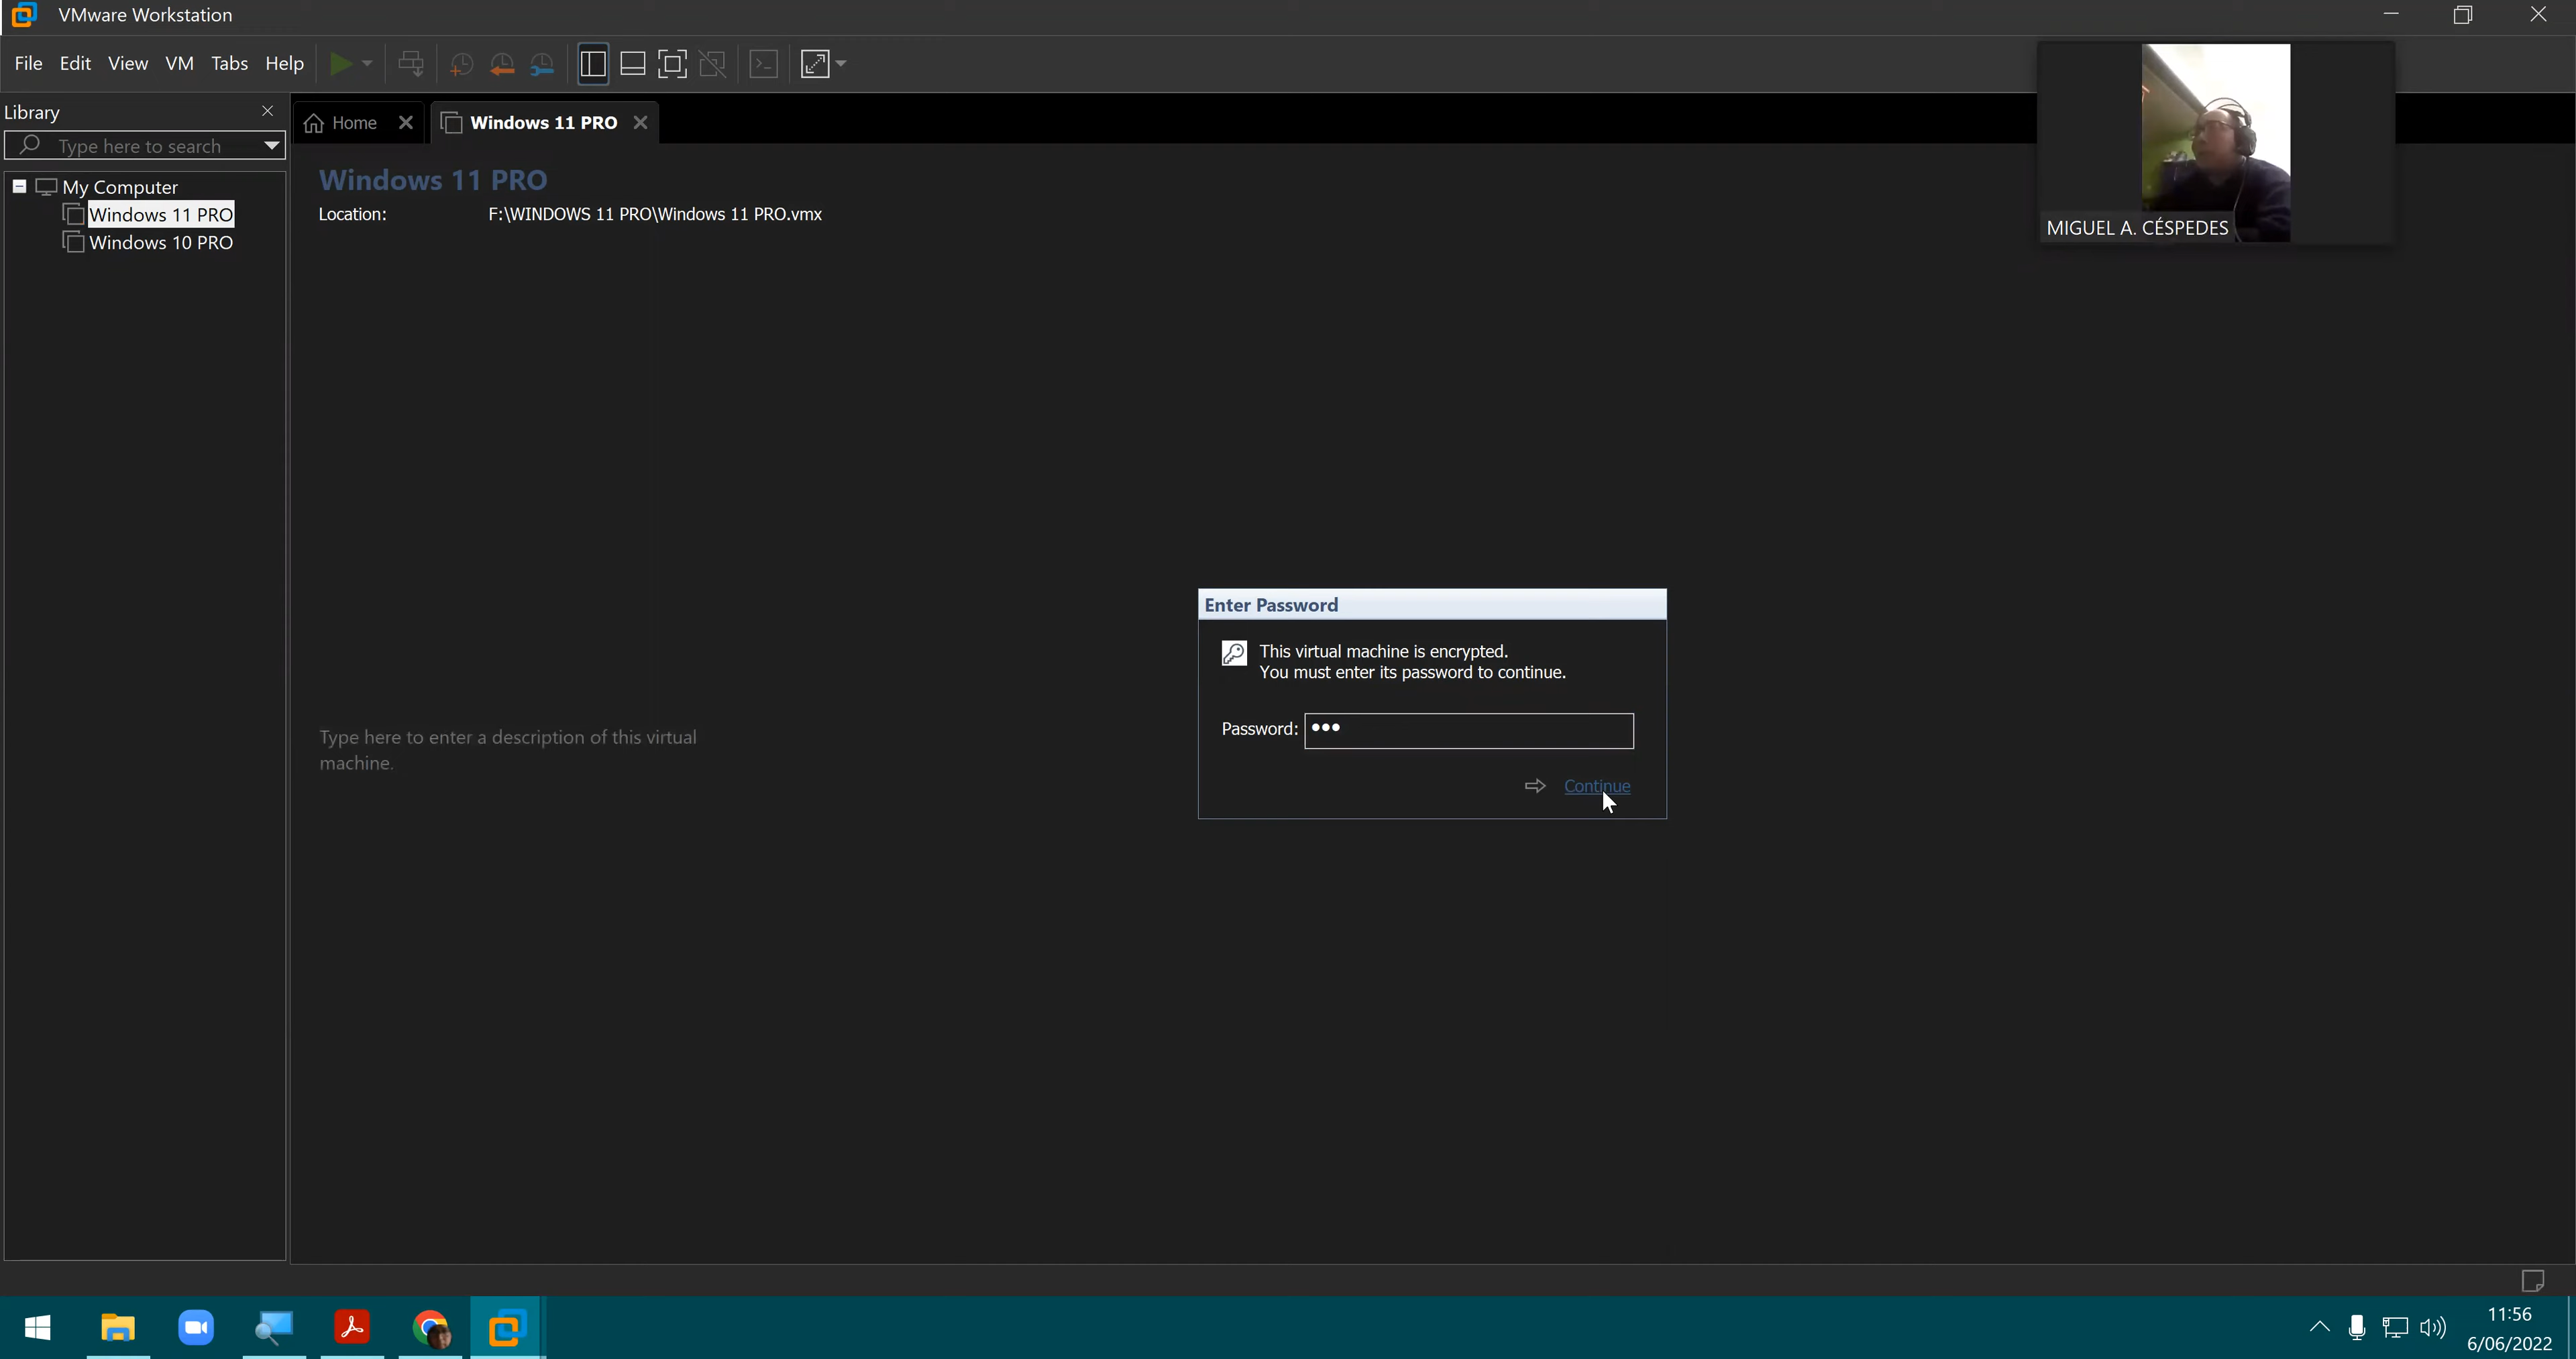 VMware Workstation
File Edit View VM Tabs Help
Library
Type here to search
My Computer
Windows 11 PRO
Windows 10 PRO
Home
Windows 11 PRO
Windows 11 PRO
Location: F:\WINDOWS 11 PRO\Windows 11 PRO.vmx
Type here to enter a description of this virtual
machine.
Enter Password
This virtual machine is encrypted.
You must enter its password to continue.
Password: •••
Continue
MIGUEL A. CÉSPEDES
11:56
6/06/2022